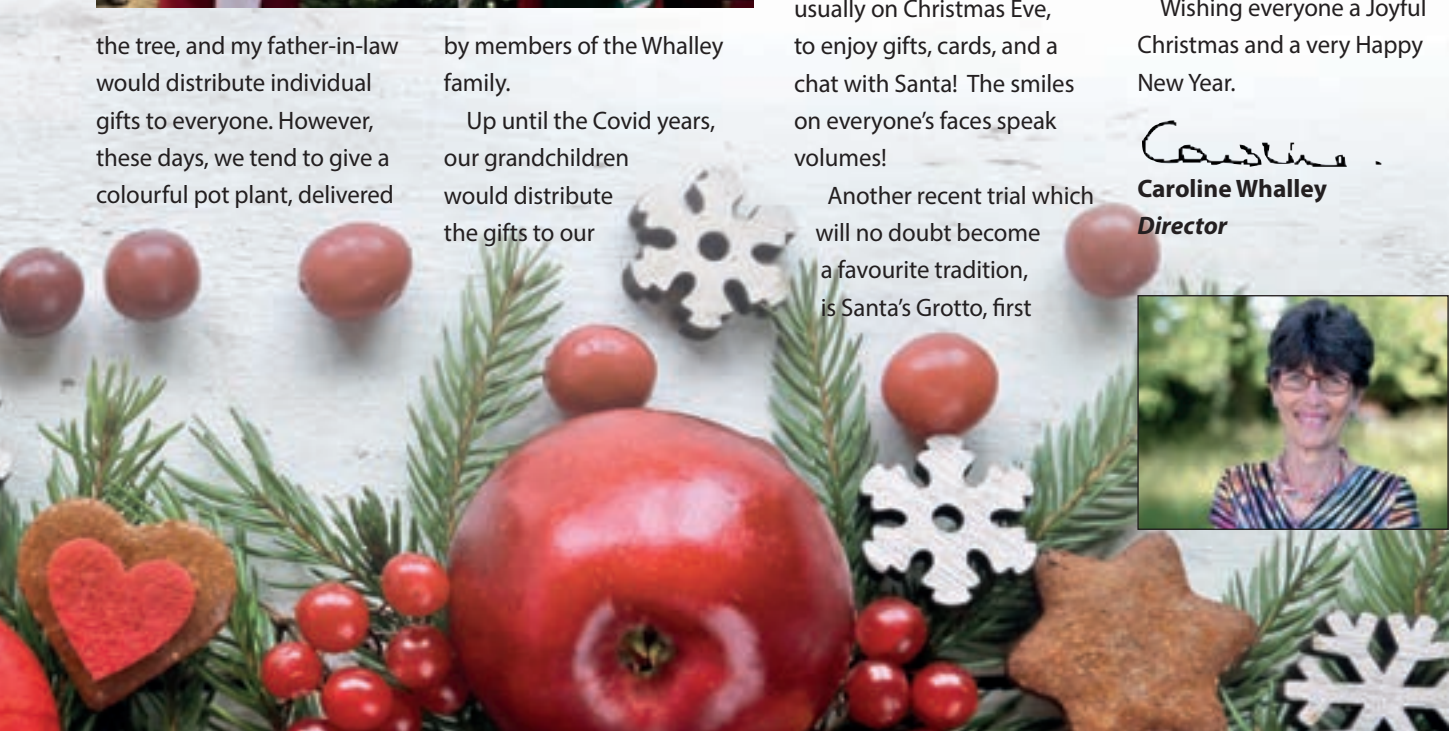 the tree, and my father-in-law
would distribute individual
gifts to everyone. However,
these days, we tend to give a
colourful pot plant, delivered
by members of the Whalley
family.
Up until the Covid years,
our grandchildren
would distribute
the gifts to our
usually on Christmas Eve,
to enjoy gifts, cards, and a
chat with Santa! The smiles
on everyone’s faces speak
volumes!
Another recent trial which
will no doubt become
a favourite tradition,
is Santa’s Grotto, first
Wishing everyone a Joyful
Christmas and a very Happy
New Year.
Caroline.
Caroline Whalley
Director